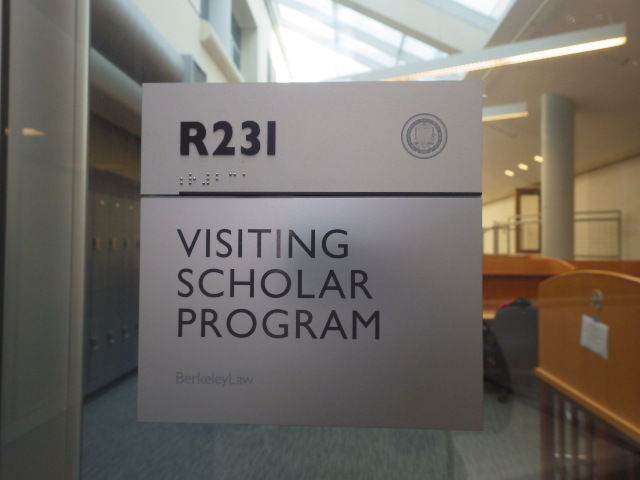 R231
VISITING
SCHOLAR
PROGRAM
BerkeleyLaw